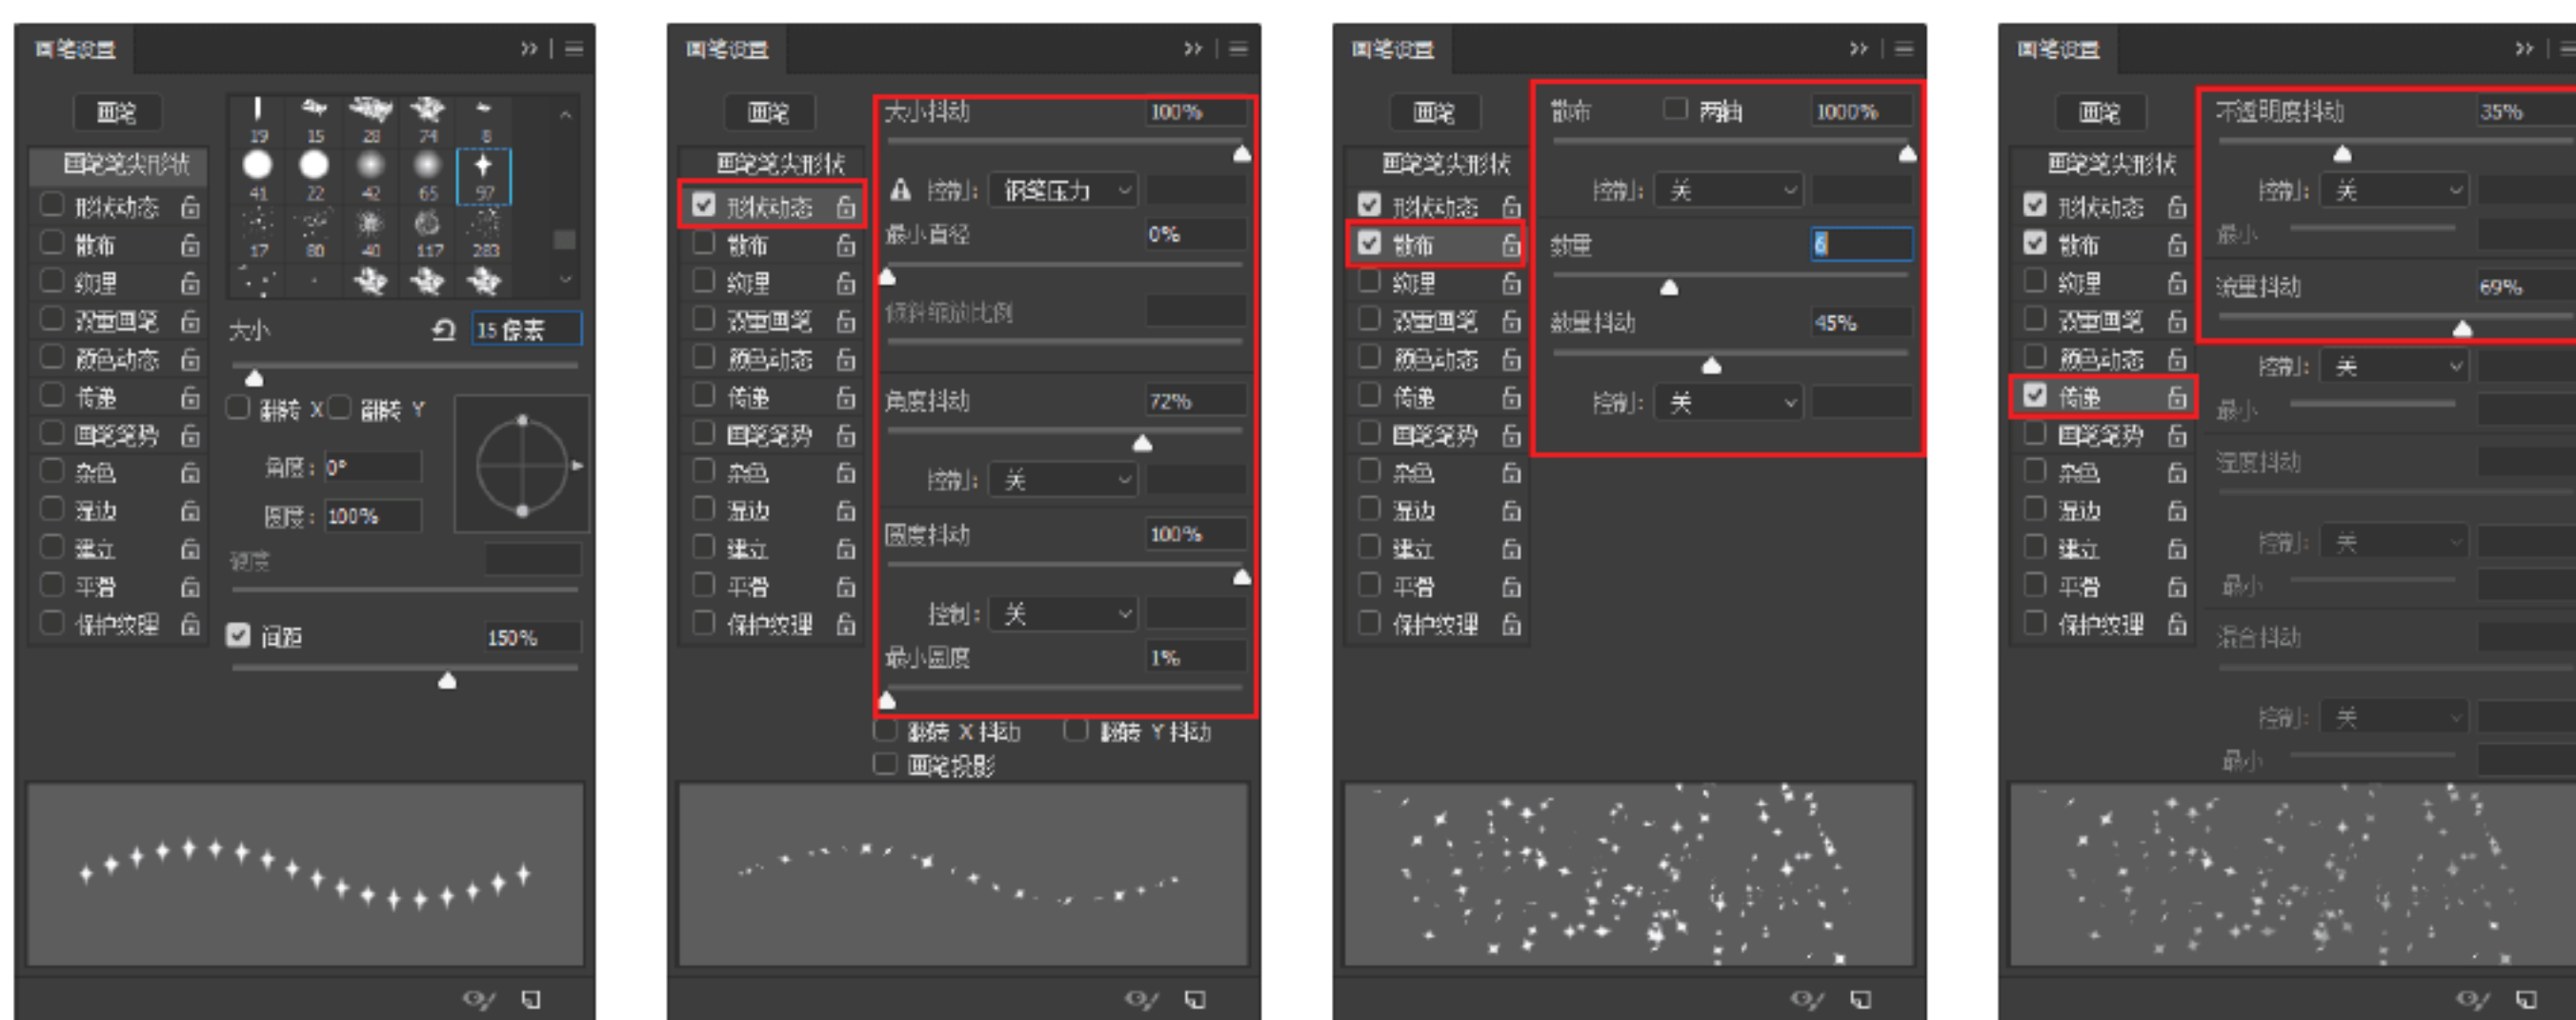 画笔设置
画笔
19 15 28 74 8
画笔笔尖形状
41 22 42 65 97
形状动态
17 80 40 117 283
散布
纹理
双重画笔
大小 15 像素
颜色动态
传递
翻转 X 翻转 Y
画笔笔势
角度: 0°
杂色
湿边
圆度: 100%
建立
硬度
平滑
保护纹理
间距 150%
画笔设置
画笔
大小抖动 100%
画笔笔尖形状
形状动态
控制: 钢笔压力
散布
最小直径 0%
纹理
倾斜缩放比例
双重画笔
颜色动态
传递
角度抖动 72%
画笔笔势
杂色
控制: 关
湿边
圆度抖动 100%
建立
平滑
控制: 关
保护纹理
最小圆度 1%
翻转 X 抖动 翻转 Y 抖动
画笔投影
画笔设置
画笔
散布 两轴 1000%
画笔笔尖形状
形状动态
控制: 关
散布
数量 6
纹理
双重画笔
数量抖动 45%
颜色动态
传递
控制: 关
画笔笔势
杂色
湿边
建立
平滑
保护纹理
画笔设置
画笔
不透明度抖动 35%
画笔笔尖形状
形状动态
控制: 关
散布
最小
纹理
流量抖动 69%
双重画笔
颜色动态
控制: 关
传递
最小
画笔笔势
湿度抖动
杂色
湿边
控制: 关
建立
平滑
最小
保护纹理
混合抖动
控制: 关
最小